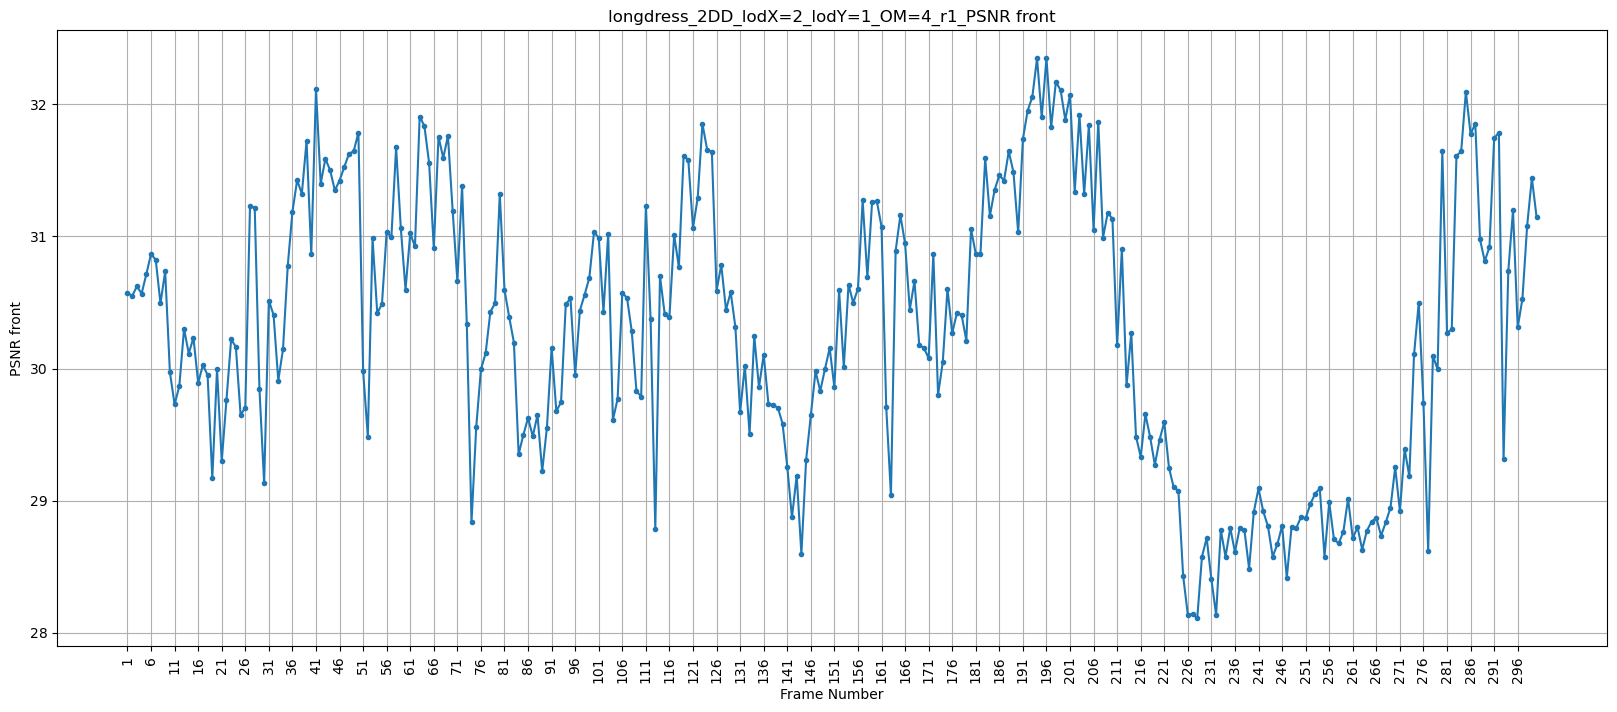 longdress_2DD_lodX=2_lodY=1_OM=4_r1_PSNR front
PSNR front
32
31
30
29
28
1 6 11 16 21 26 31 36 41 46 51 56 61 66 71 76 81 86 91 96 101 106 111 116 121 126 131 136 141 146 151 156 161 166 171 176 181 186 191 196 201 206 211 216 221 226 231 236 241 246 251 256 261 266 271 276 281 286 291 296
Frame Number